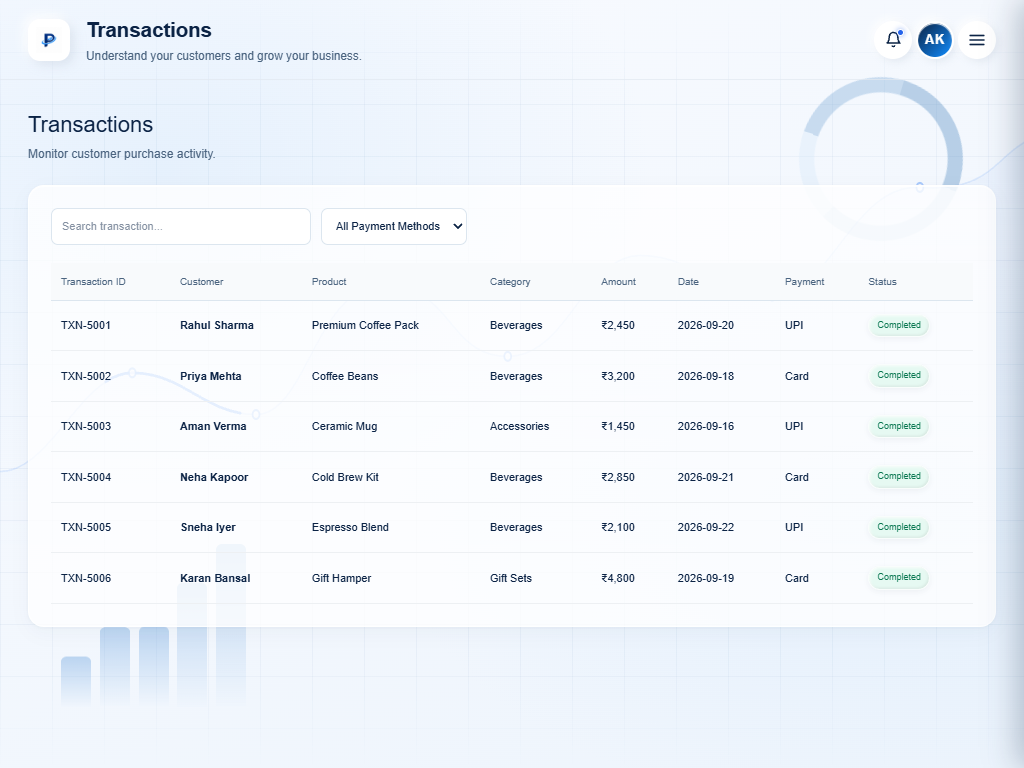 P
Transactions
Understand your customers and grow your business.
AK
Transactions
Monitor customer purchase activity.
Search transaction...
All Payment Methods
Transaction ID Customer Product Category Amount Date Payment Status
TXN-5001 Rahul Sharma Premium Coffee Pack Beverages ₹2,450 2026-09-20 UPI Completed
TXN-5002 Priya Mehta Coffee Beans Beverages ₹3,200 2026-09-18 Card Completed
TXN-5003 Aman Verma Ceramic Mug Accessories ₹1,450 2026-09-16 UPI Completed
TXN-5004 Neha Kapoor Cold Brew Kit Beverages ₹2,850 2026-09-21 Card Completed
TXN-5005 Sneha Iyer Espresso Blend Beverages ₹2,100 2026-09-22 UPI Completed
TXN-5006 Karan Bansal Gift Hamper Gift Sets ₹4,800 2026-09-19 Card Completed